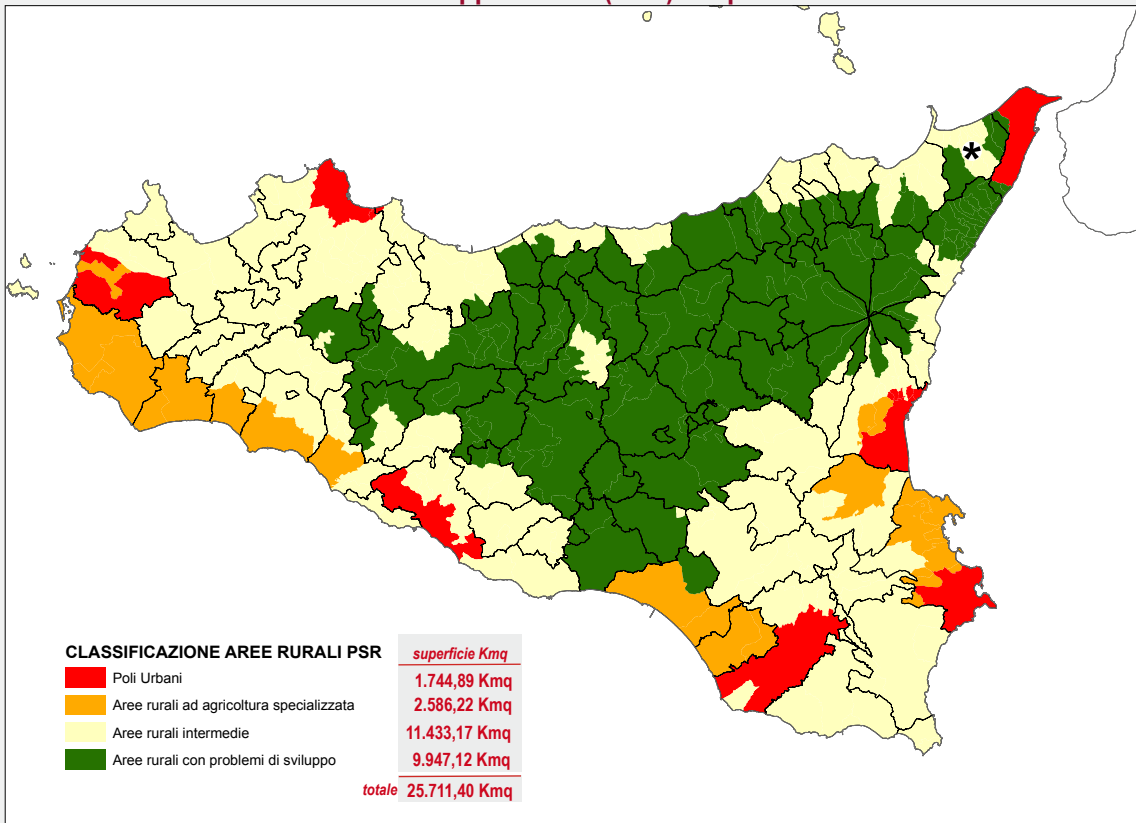 *
CLASSIFICAZIONE AREE RURALI PSR superficie Kmq
Poli Urbani 1.744,89 Kmq
Aree rurali ad agricoltura specializzata 2.586,22 Kmq
Aree rurali intermedie 11.433,17 Kmq
Aree rurali con problemi di sviluppo 9.947,12 Kmq
totale 25.711,40 Kmq